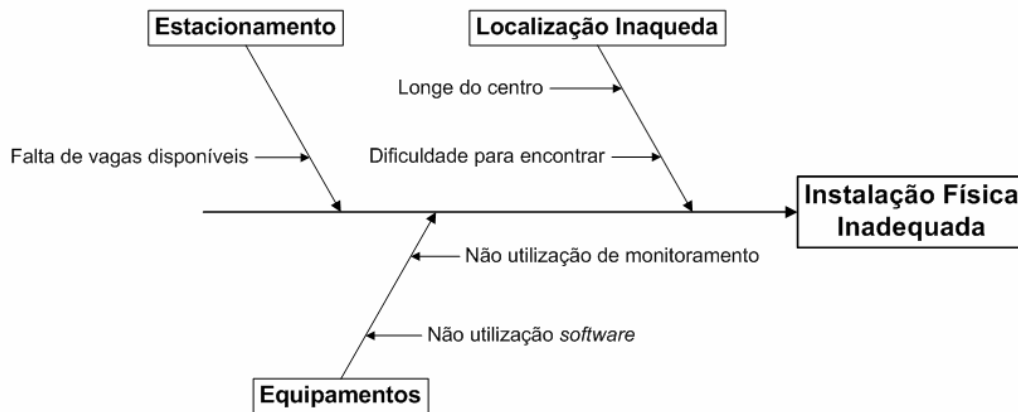 Estacionamento
Localização Inaqueda
Longe do centro
Falta de vagas disponíveis
Dificuldade para encontrar
Instalação Física
Inadequada
Não utilização de monitoramento
Não utilização software
Equipamentos